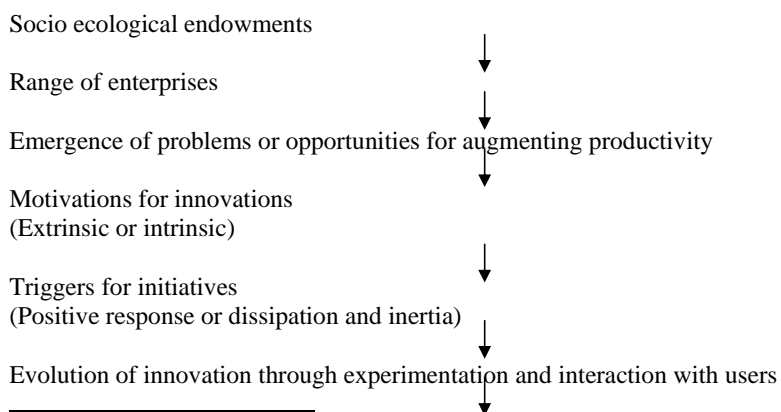 Socio ecological endowments
Range of enterprises
Emergence of problems or opportunities for augmenting productivity
Motivations for innovations
(Extrinsic or intrinsic)
Triggers for initiatives
(Positive response or dissipation and inertia)
Evolution of innovation through experimentation and interaction with users